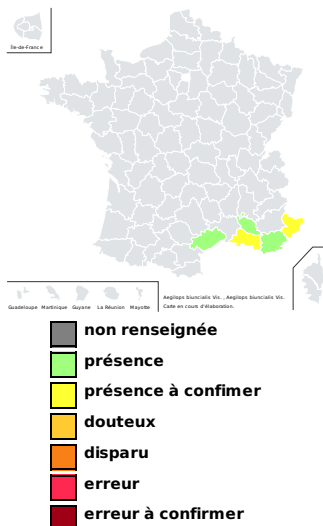 Île-de-France
Guadeloupe Martinique Guyane La Réunion Mayotte
Aegilops biuncialis Vis. , Aegilops biuncialis Vis.
Carte en cours d'élaboration.
non renseignée
présence
présence à confimer
douteux
disparu
erreur
erreur à confirmer